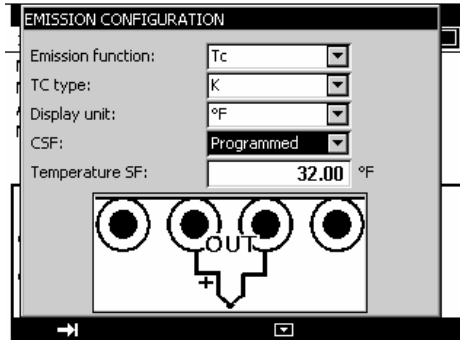 EMISSION CONFIGURATION
Emission function: Tc
TC type: K
Display unit: °F
CSF: Programmed
Temperature SF: 32.00 °F
OUT
+